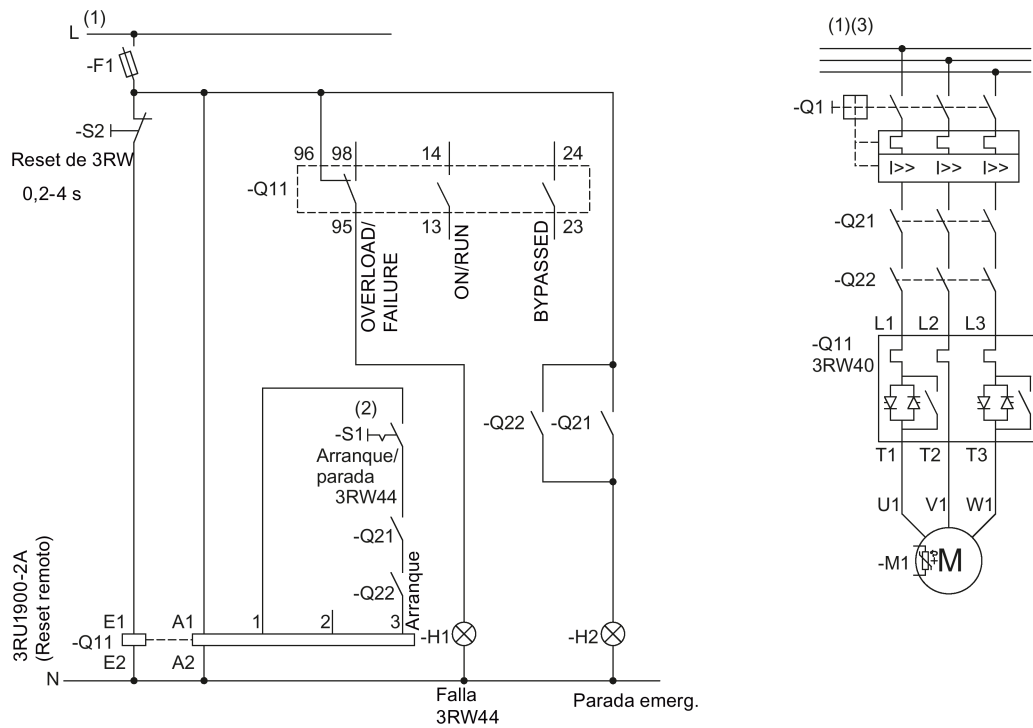 L (1)
-F1
-S2
Reset de 3RW
0,2-4 s
96 98 14 24
-Q11
95 13 23
OVERLOAD/
FAILURE
ON/RUN
BYPASSED
(2)
-S1
Arranque/
parada
3RW44
-Q21
-Q22
Arranque
-Q22 -Q21
3RU1900-2A
(Reset remoto)
E1 A1 1 2 3
-Q11
-H1
-H2
E2 A2
N
Falla
3RW44
Parada emerg.
(1)(3)
-Q1
I>> I>> I>>
-Q21
-Q22
L1 L2 L3
-Q11
3RW40
T1 T2 T3
U1 V1 W1
-M1
M